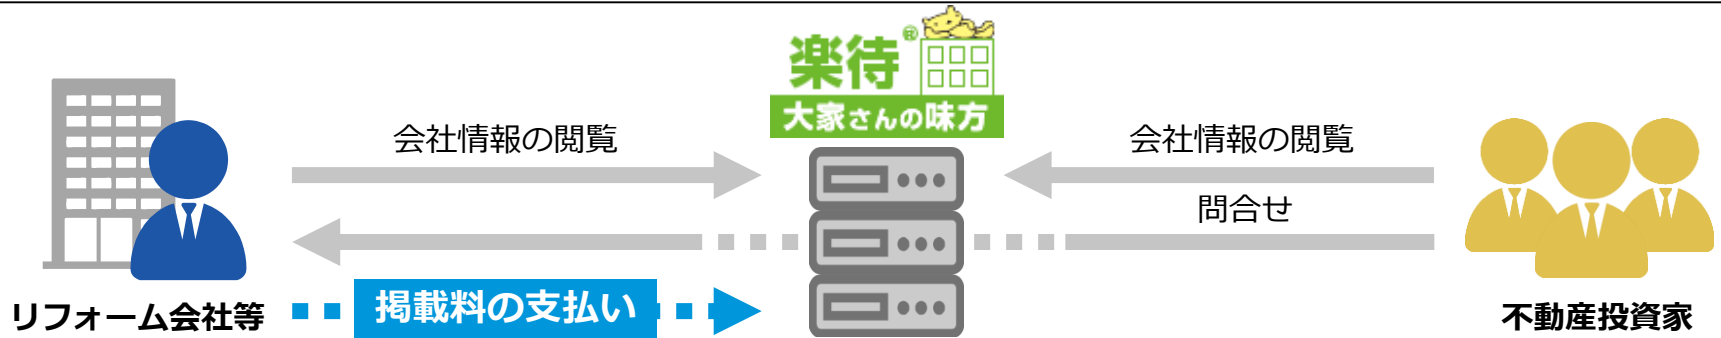 楽待®
大家さんの味方
会社情報の閲覧
会社情報の閲覧
問合せ
掲載料の支払い
リフォーム会社等
不動産投資家